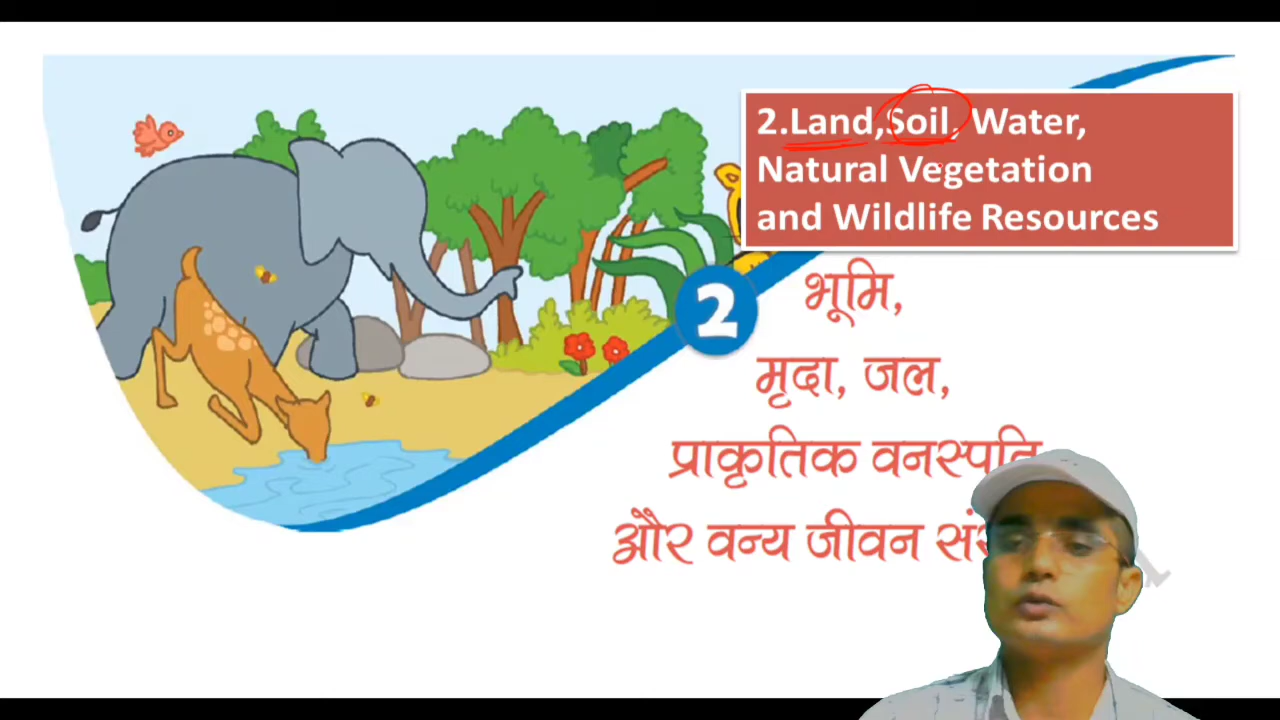 2.Land,Soil, Water,
Natural Vegetation
and Wildlife Resources
2
भूमि,
मृदा, जल,
प्राकृतिक वनस्पति
और वन्य जीवन